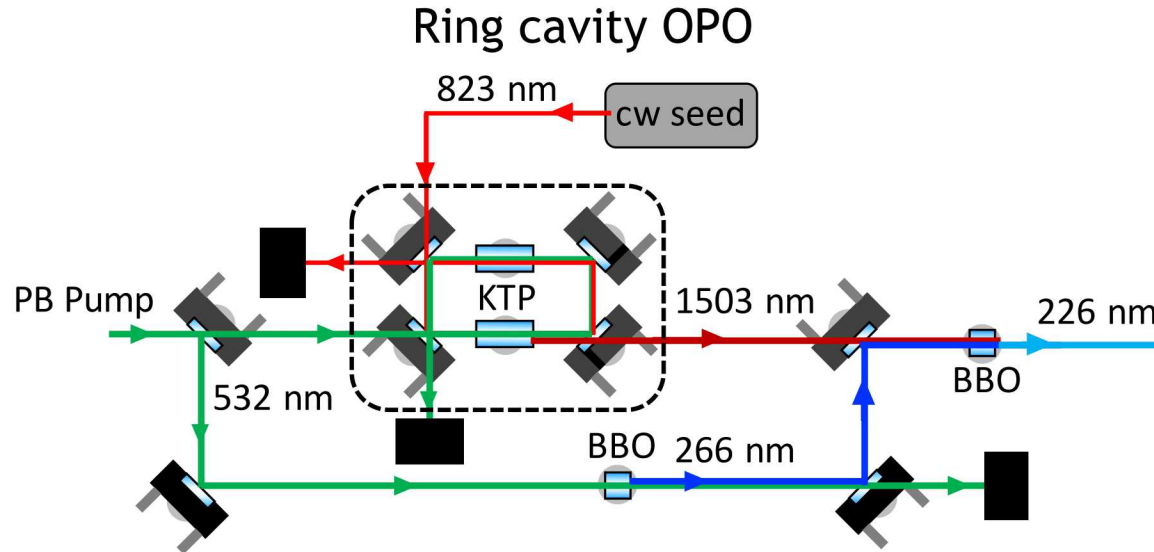 Ring cavity OPO
823 nm
cw seed
PB Pump
KTP
1503 nm
226 nm
BBO
532 nm
BBO
266 nm